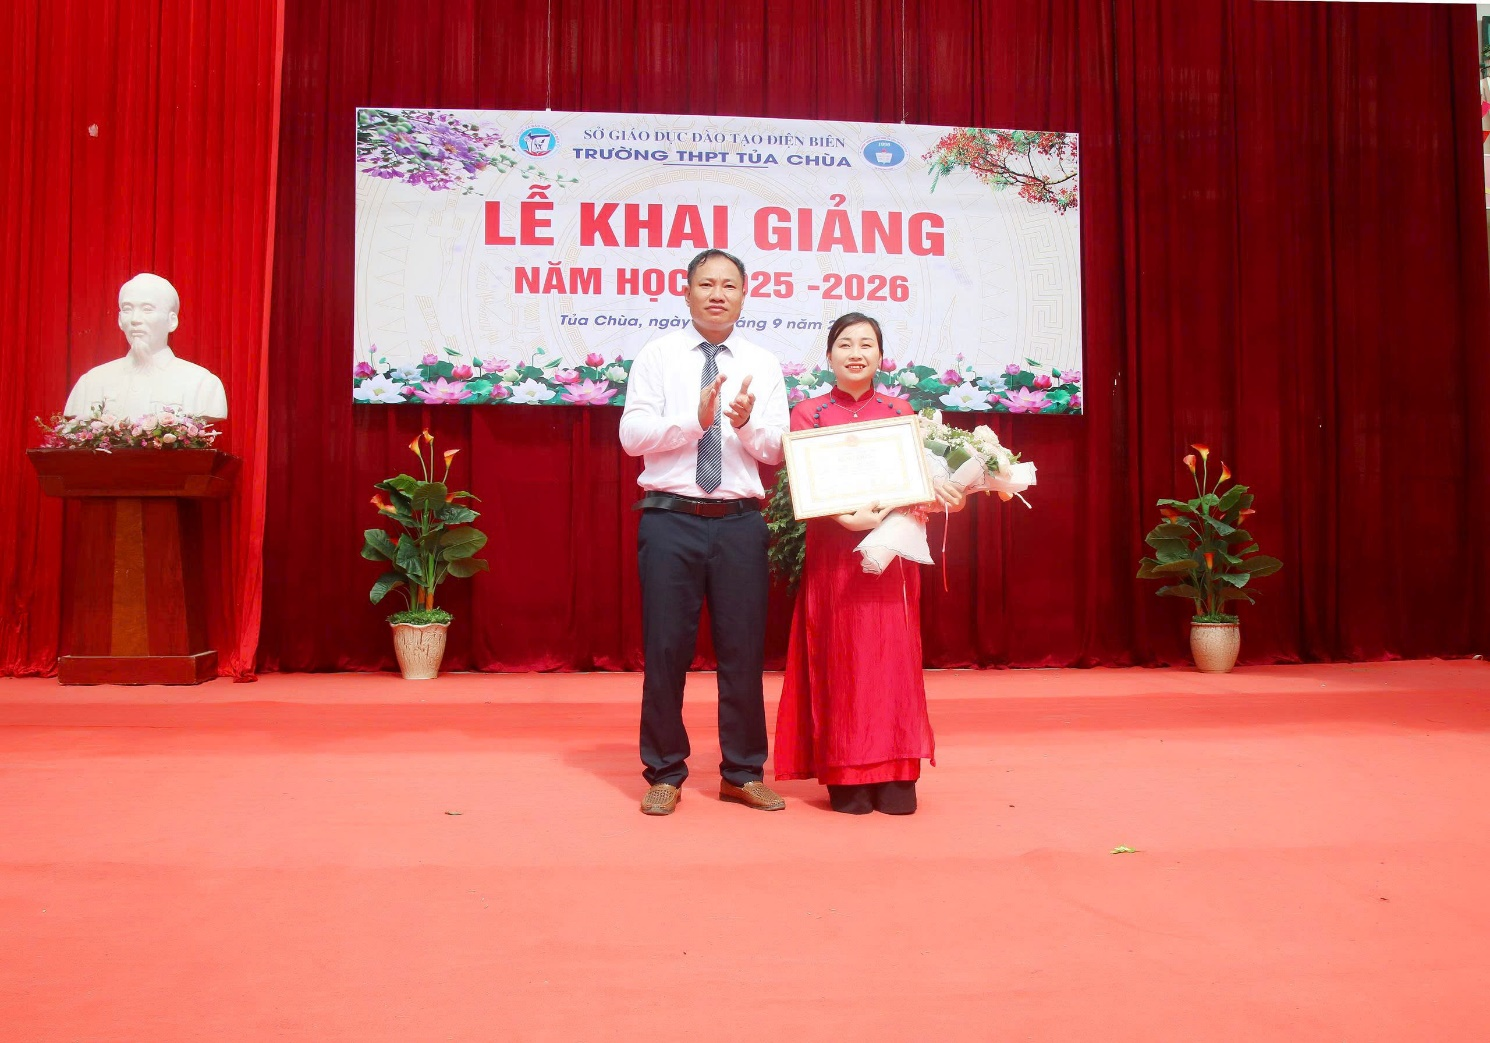 SỞ GIÁO DỤC ĐÀO TẠO ĐIỆN BIÊN
TRƯỜNG THPT TỦA CHÙA
LỄ KHAI GIẢNG
NĂM HỌC 25 -2026
Tủa Chùa, ngày áng 9 năm 2